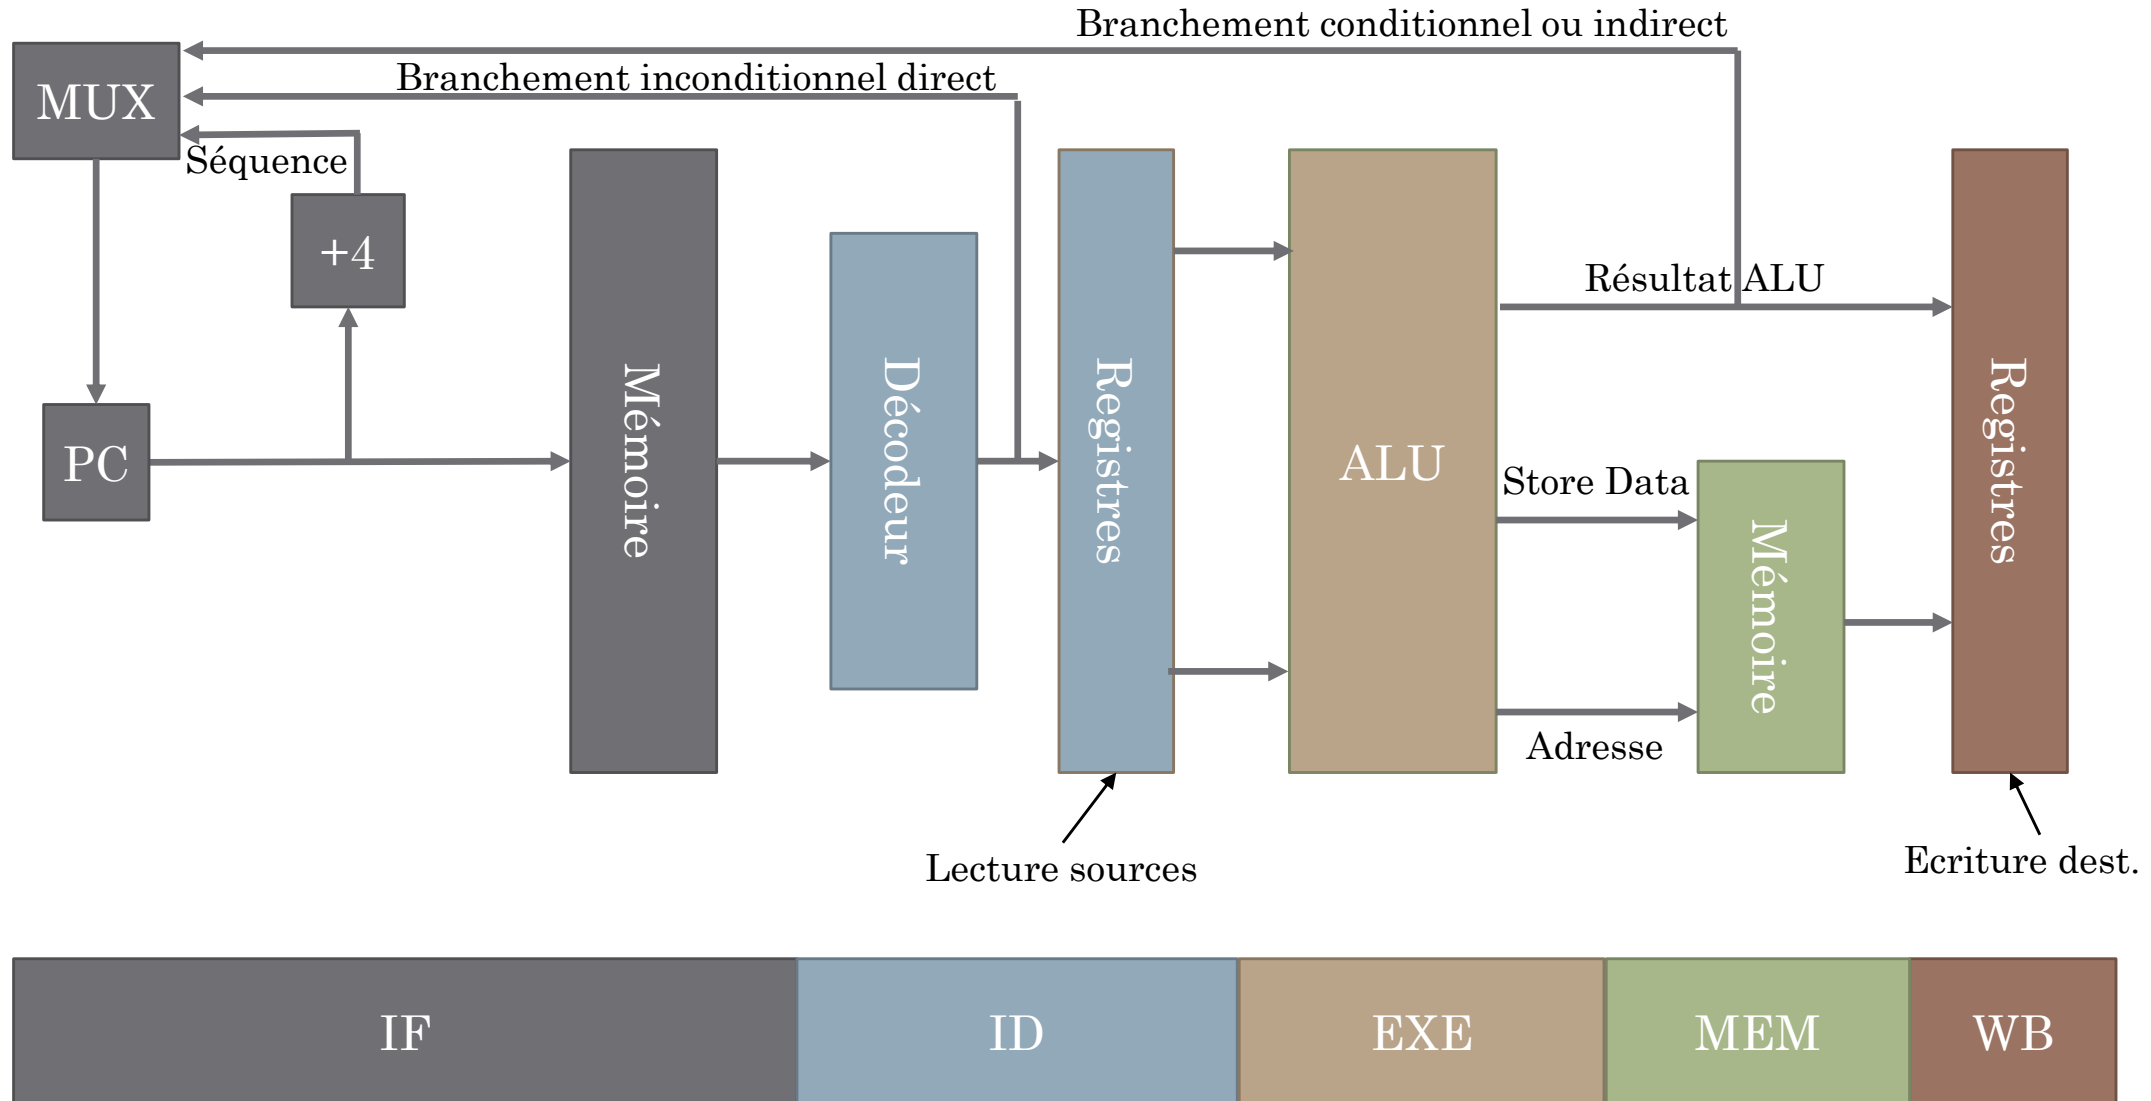 Branchement conditionnel ou indirect
Branchement inconditionnel direct
MUX
Séquence
+4
Résultat ALU
PC
Mémoire
Décodeur
Registres
ALU
Store Data
Mémoire
Adresse
Registres
Lecture sources
Ecriture dest.
IF
ID
EXE
MEM
WB